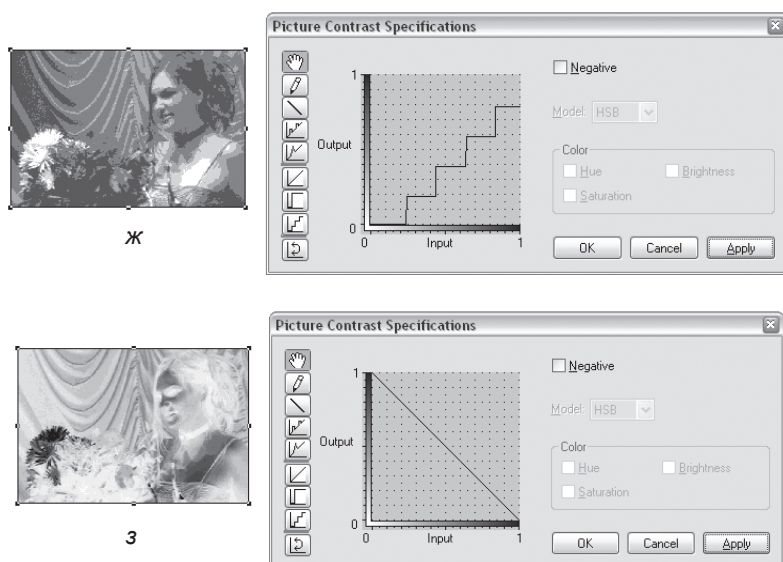 Picture Contrast Specifications
Negative
1
Model: HSB
Output
Color
Hue
Brightness
Saturation
0
0
Input
1
OK
Cancel
Apply
ж
Picture Contrast Specifications
Negative
1
Model: HSB
Output
Color
Hue
Brightness
Saturation
0
0
Input
1
OK
Cancel
Apply
з